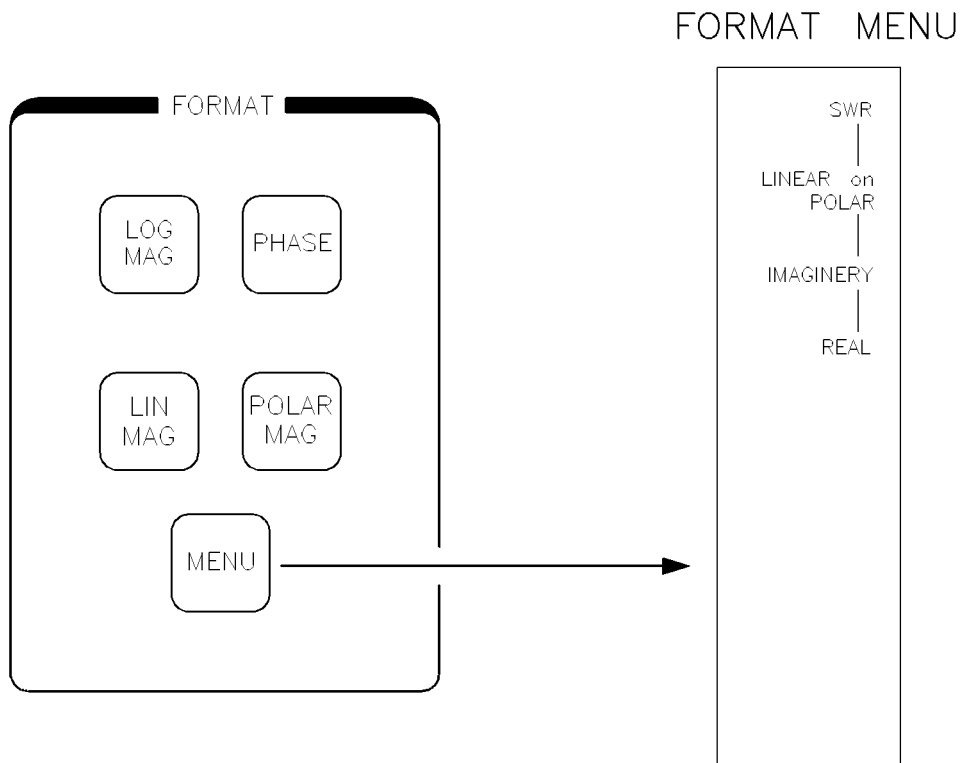 FORMAT MENU
FORMAT
LOG
MAG
PHASE
LIN
MAG
POLAR
MAG
MENU
SWR
LINEAR on
POLAR
IMAGINERY
REAL